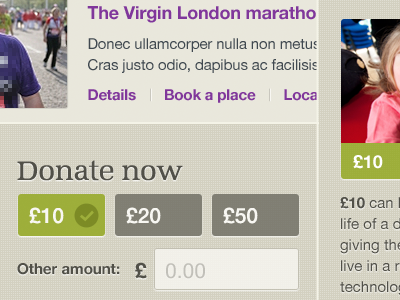 The Virgin London maratho
Donec ullamcorper nulla non metus
Cras justo odio, dapibus ac facilisis
Details
Book a place
Loca
Donate now
£10
£20
£50
Other amount:
£
0.00
£10
£10 can
life of a d
giving the
live in a r
technolog